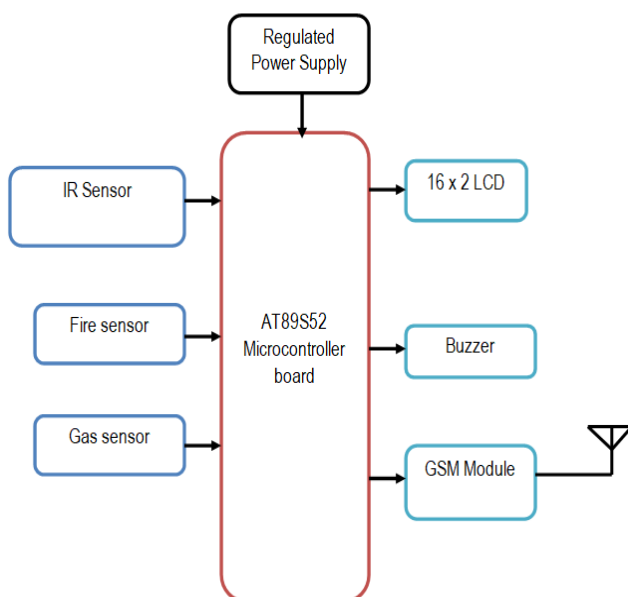 Regulated
Power Supply
IR Sensor
16 x 2 LCD
Fire sensor
AT89S52
Microcontroller
board
Buzzer
Gas sensor
GSM Module